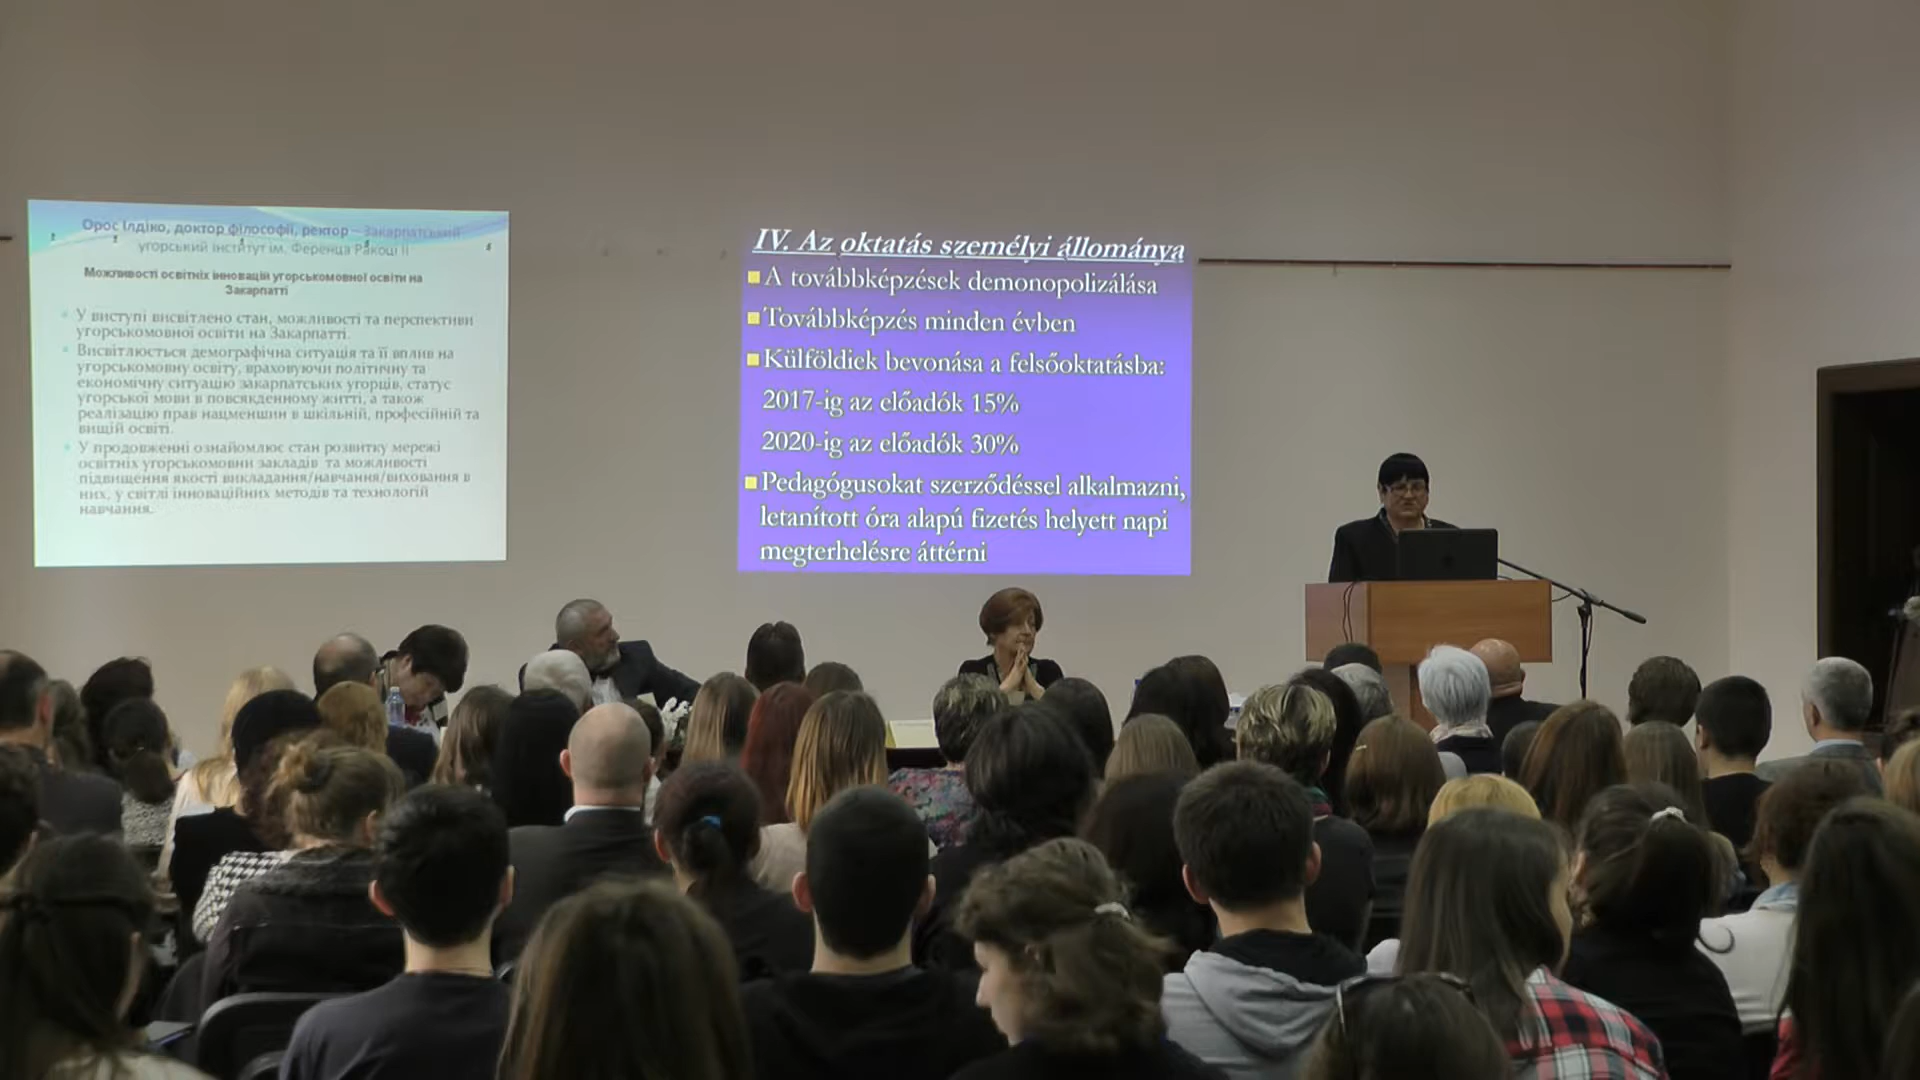 Орос Ілдіко, доктор філософії, ректор – Закарпатський
угорський інститут ім. Ференца Ракоці ІІ
Можливості освітніх інновацій угорськомовної освіти на
Закарпатті
У виступі висвітлено стан, можливості та перспективи
угорськомовної освіти на Закарпатті.
Висвітлюється демографічна ситуація та її вплив на
угорськомовну освіту, враховуючи політичну та
економічну ситуацію закарпатських угорців, статус
угорської мови в повсякденному житті, а також
реалізацію прав нацменшин в шкільній, професійній та
вищій освіті.
У продовженні ознайомлює стан розвитку мережі
освітніх угорськомовни закладів та можливості
підвищення якості викладання/навчання/виховання в
них, у світлі інноваційних методів та технологій
навчання.
IV. Az oktatás személyi állománya
A továbbképzések demonopolizálása
Továbbképzés minden évben
Külföldiek bevonása a felsőoktatásba:
2017-ig az előadók 15%
2020-ig az előadók 30%
Pedagógusokat szerződéssel alkalmazni,
letanított óra alapú fizetés helyett napi
megterhelésre áttérni